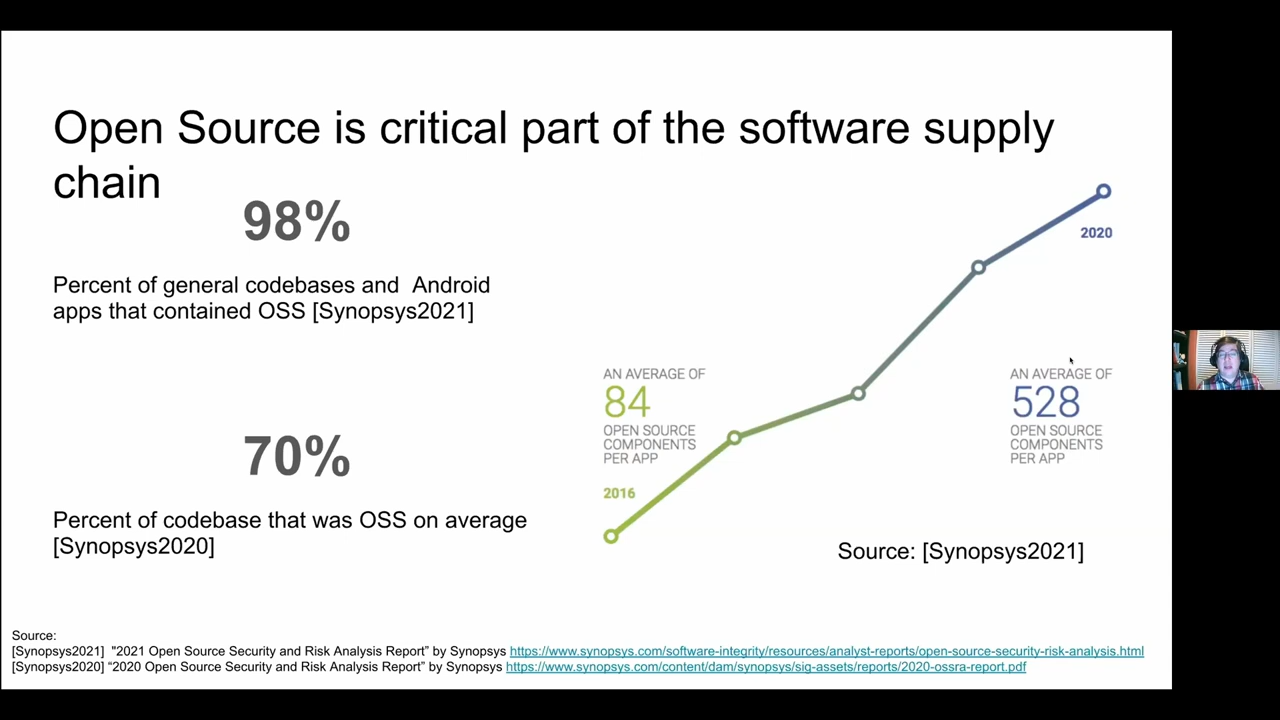 Open Source is critical part of the software supply
chain
98%
Percent of general codebases and  Android
apps that contained OSS [Synopsys2021]
70%
Percent of codebase that was OSS on average
[Synopsys2020]
AN AVERAGE OF
84
OPEN SOURCE
COMPONENTS
PER APP
2016
2020
AN AVERAGE OF
528
OPEN SOURCE
COMPONENTS
PER APP
Source: [Synopsys2021]
Source:
[Synopsys2021]  "2021 Open Source Security and Risk Analysis Report” by Synopsys https://www.synopsys.com/software-integrity/resources/analyst-reports/open-source-security-risk-analysis.html
[Synopsys2020] “2020 Open Source Security and Risk Analysis Report” by Synopsys https://www.synopsys.com/content/dam/synopsys/sig-assets/reports/2020-ossra-report.pdf